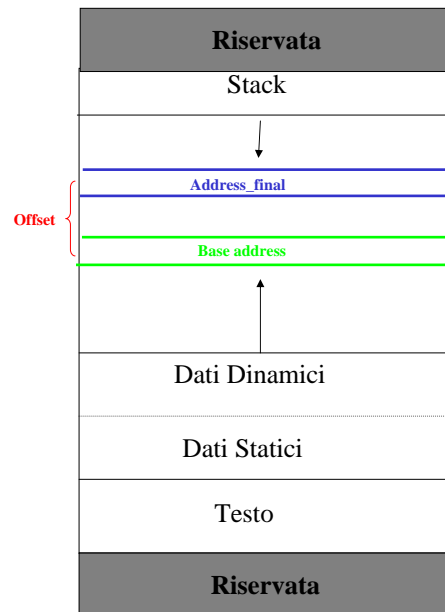 Riservata
Stack
Address_final
Offset
Base address
Dati Dinamici
Dati Statici
Testo
Riservata